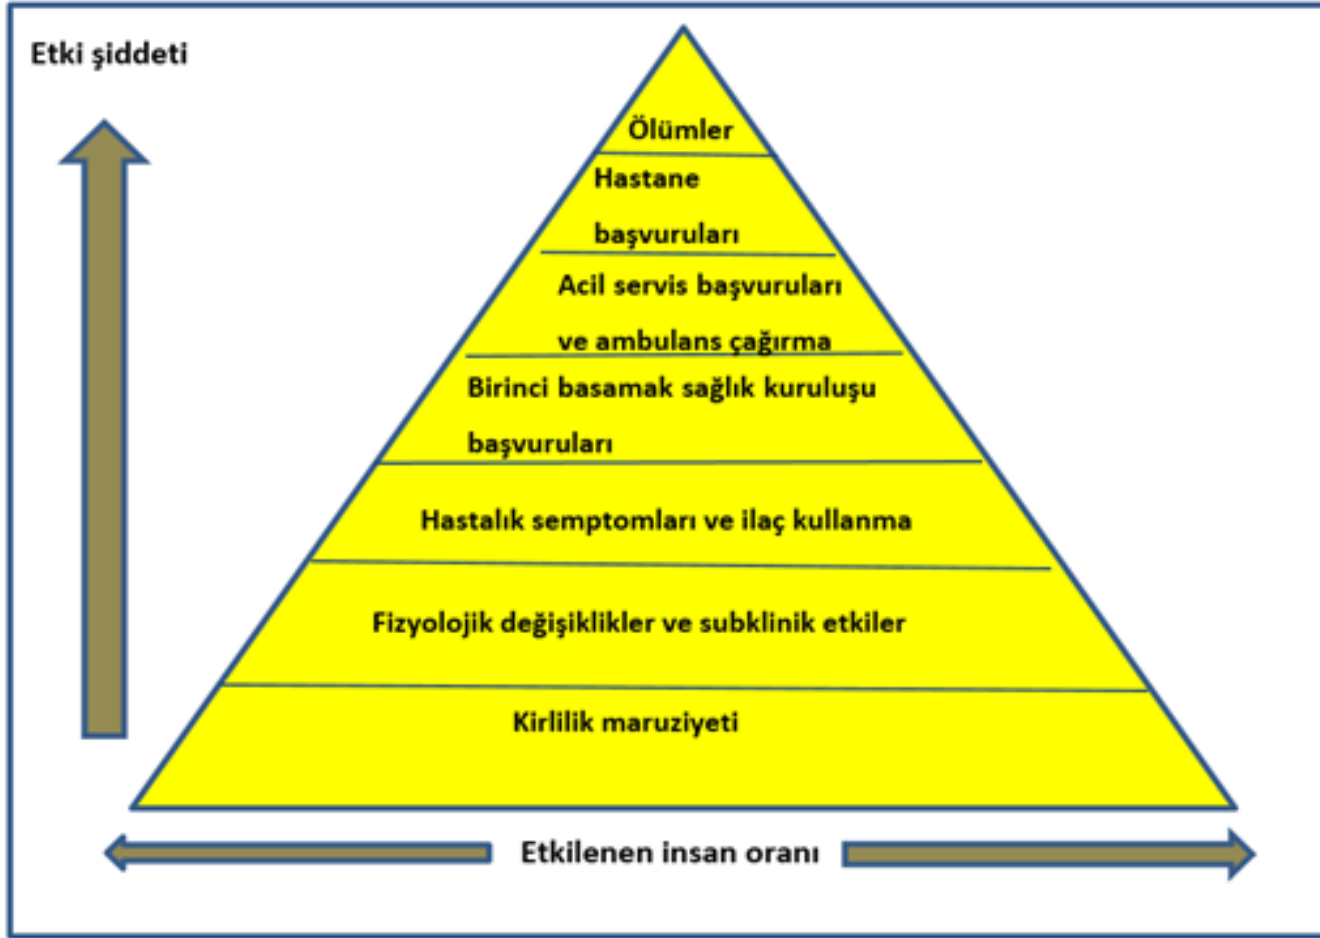 Etki şiddeti
Ölümler
Hastane
başvuruları
Acil servis başvuruları
ve ambulans çağırma
Birinci basamak sağlık kuruluşu
başvuruları
Hastalık semptomları ve ilaç kullanma
Fizyolojik değişiklikler ve subklinik etkiler
Kirlilik maruziyeti
Etkilenen insan oranı